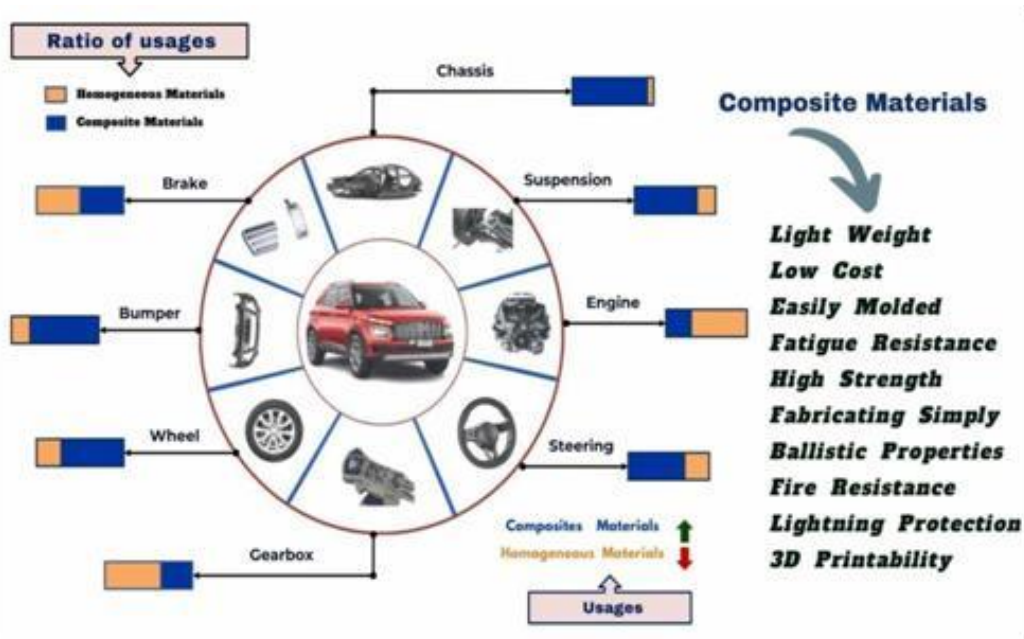 Ratio of usages
Homogeneous Materials
Composite Materials
Chassis
Brake
Suspension
Bumper
Engine
Wheel
Steering
Gearbox
Composites Materials
Homogeneous Materials
Usages
Composite Materials
Light Weight
Low Cost
Easily Molded
Fatigue Resistance
High Strength
Fabricating Simply
Ballistic Properties
Fire Resistance
Lightning Protection
3D Printability